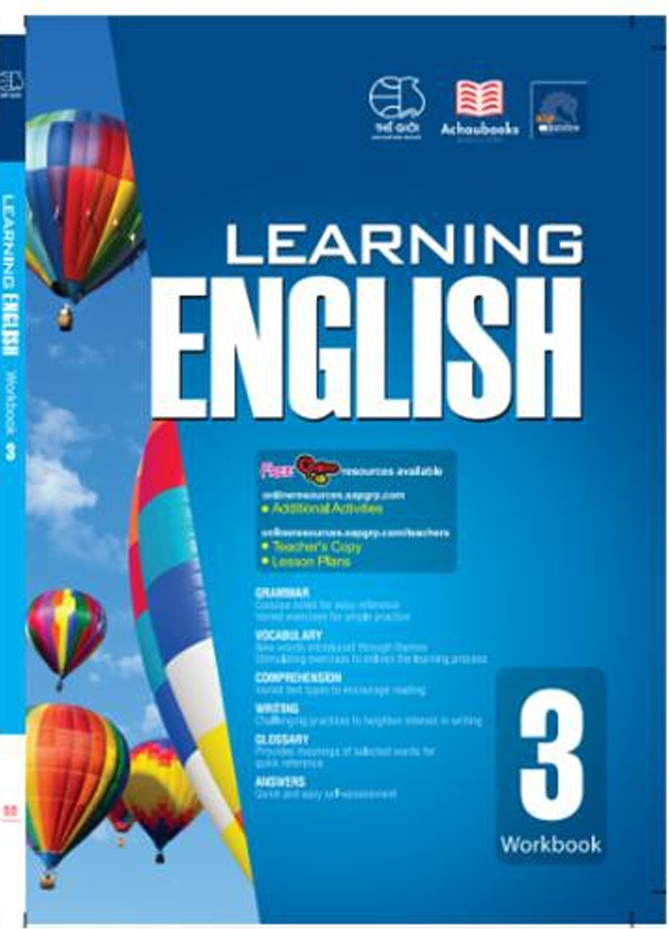 THẾ GIỚI
Achaubooks
LEARNING
ENGLISH
FREE Online resources available
onlineresources.sapgrp.com
• Additional Activities
onlineresources.sapgrp.com/teachers
• Teacher's Copy
• Lesson Plans
GRAMMAR
Concise notes for easy reference
Varied exercises for ample practice
VOCABULARY
New words introduced through themes
Stimulating exercises to enliven the learning process
COMPREHENSION
Varied text types to encourage reading
WRITING
Challenging practices to heighten interest in writing
GLOSSARY
Provides meanings of selected words for
quick reference
ANSWERS
Quick and easy self-assessment
3
Workbook
LEARNING ENGLISH Workbook 3